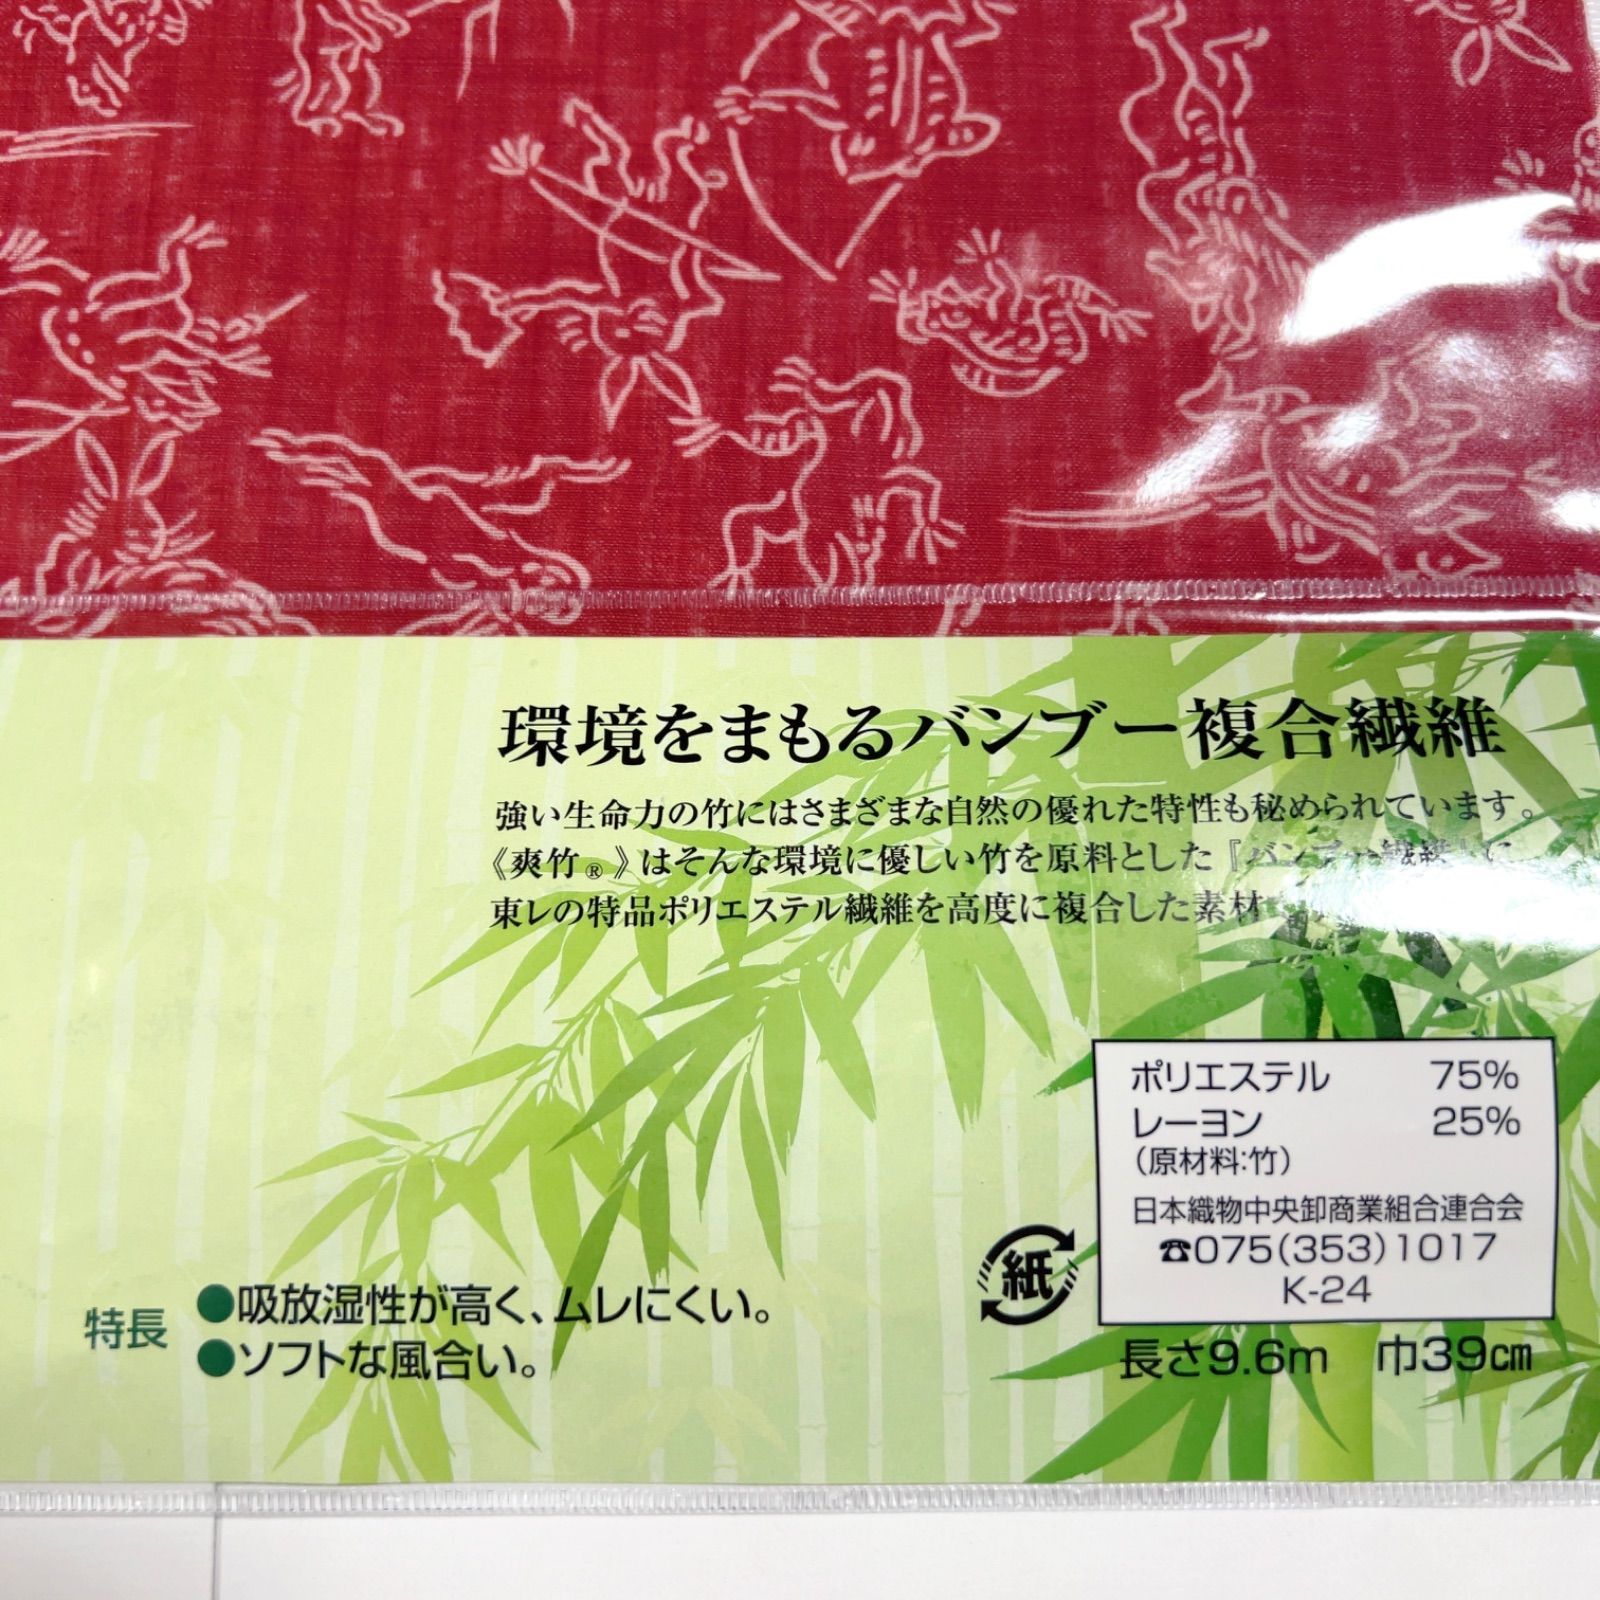 環境をまもるバンブー複合繊維
強い生命力の竹にはさまざまな自然の優れた特性も秘められています。
《爽竹®》はそんな環境に優しい竹を原料とした『バンブー繊維』に
東レの特品ポリエステル繊維を高度に複合した素材
ポリエステル 75%
レーヨン 25%
(原材料:竹)
日本織物中央卸商業組合連合会
☎075(353)1017
K-24
紙
特長
●吸放湿性が高く、ムレにくい。
●ソフトな風合い。
長さ9.6m 巾39cm